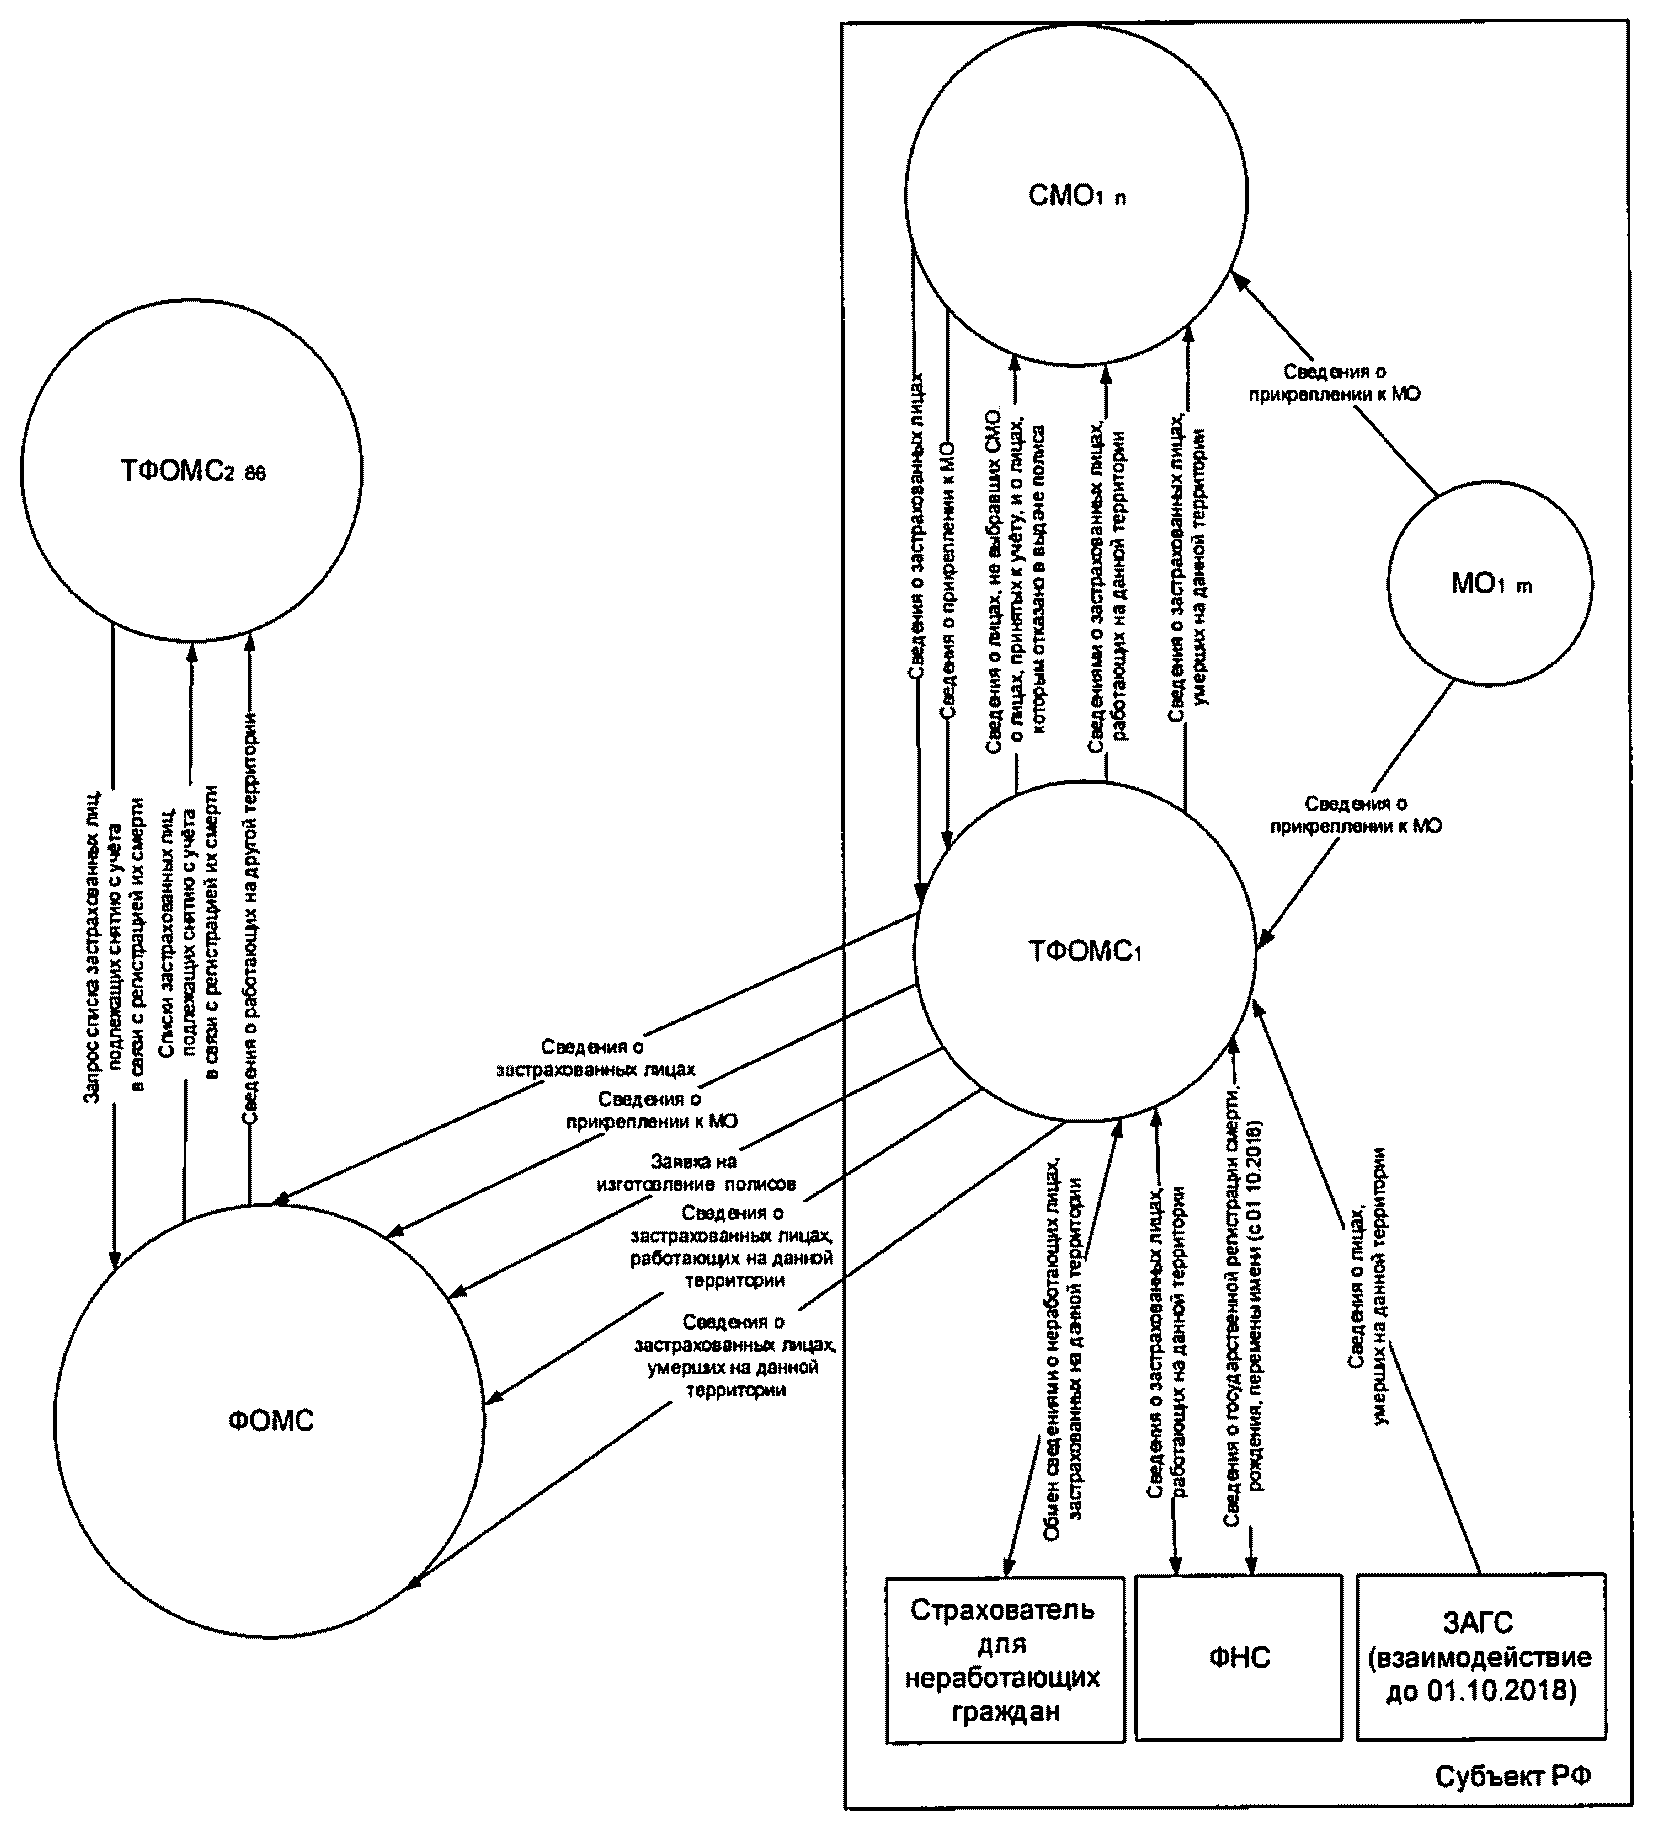 СМО1 n
ТФОМС2 86
Сведения о
прикреплении к МО
МО1 m
Сведения о застрахованных лицах
Сведения о прикреплении к МО
Сведения о лицах, не выбравших СМО
о лицах, принятых к учёту, и о лицах,
которым отказано в выдаче полиса
Сведениями о застрахованных лицах,
работающих на данной территории
Сведения о застрахованных лицах,
умерших на данной территории
Сведения о
прикреплении к МО
Запрос списка застрахованных лиц,
подлежащих снятию с учёта
в связи с регистрацией их смерти
Списки застрахованных лиц,
подлежащих снятию с учёта
в связи с регистрацией их смерти
Сведения о работающих на другой территории
ТФОМС1
Сведения о
застрахованных лицах
Сведения о
прикреплении к МО
Заявка на
изготовление полисов
Сведения о
застрахованных лицах,
работающих на данной
территории
Сведения о
застрахованных лицах,
умерших на данной
территории
ФОМС
Обмен сведениями о неработающих лицах,
застрахованных на данной территории
Сведения о застрахованных лицах,
работающих на данной территории
Сведения о государственной регистрации смерти,
рождения, перемены имени (с 01 10.2018)
Сведения о лицах,
умерших на данной территории
Страхователь
для
неработающих
граждан
ФНС
ЗАГС
(взаимодействие
до 01.10.2018)
Субъект РФ